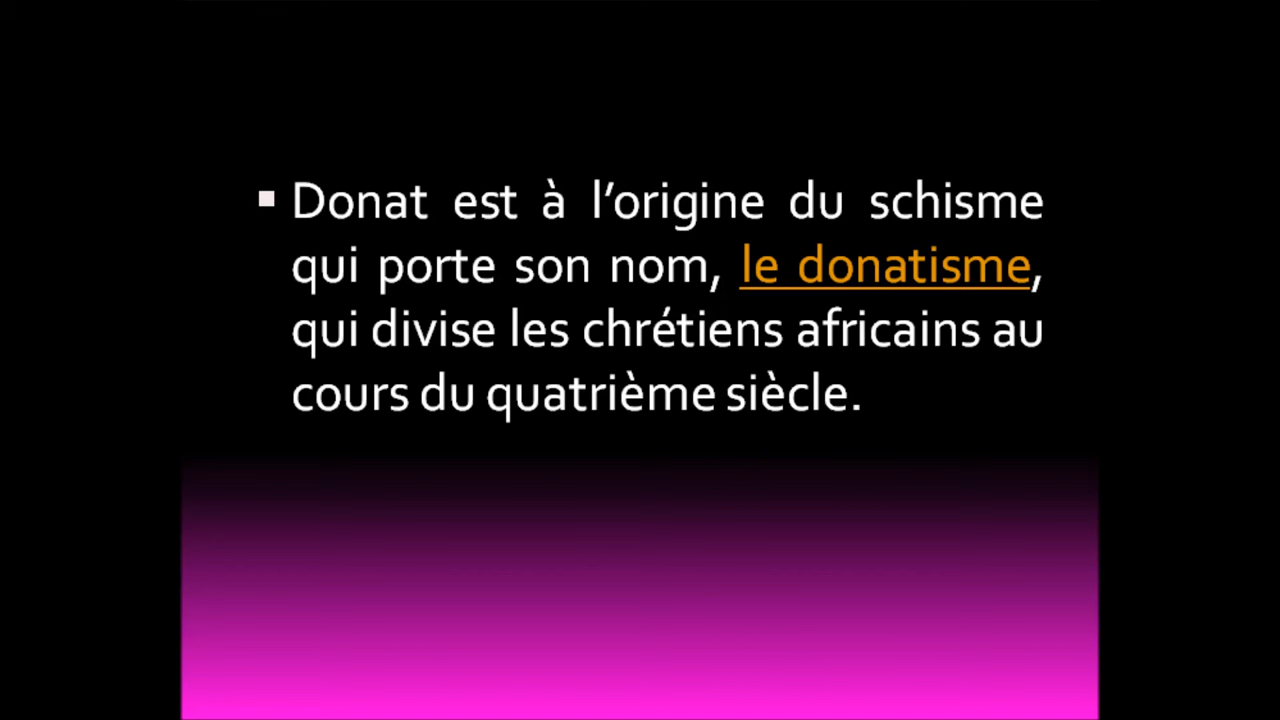 ▪ Donat est à l’origine du schisme
qui porte son nom, le donatisme,
qui divise les chrétiens africains au
cours du quatrième siècle.